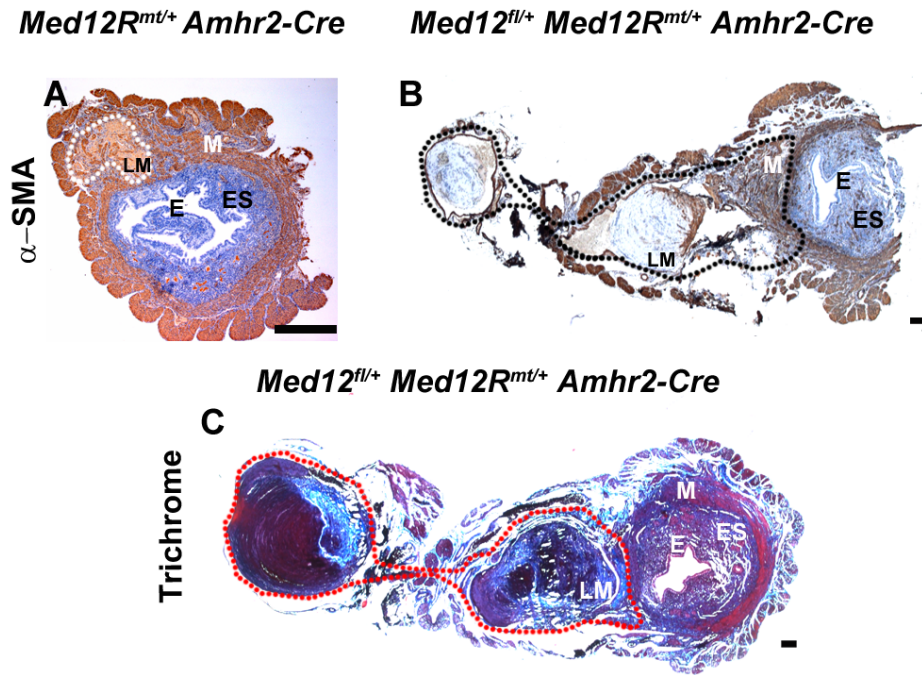 Med12R^mt/+ Amhr2-Cre
Med12^fl/+ Med12R^mt/+ Amhr2-Cre
α–SMA
A
LM
M
E
ES
B
M
E
ES
LM
Med12^fl/+ Med12R^mt/+ Amhr2-Cre
Trichrome
C
M
ES
E
LM